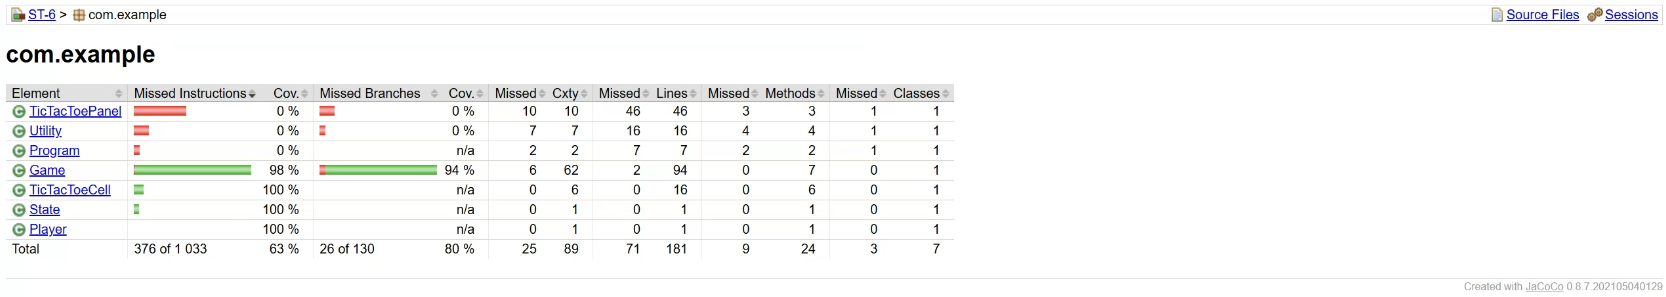 ST-6 > com.example Source Files Sessions
com.example
Element Missed Instructions Cov. Missed Branches Cov. Missed Cxty Missed Lines Missed Methods Missed Classes
TicTacToePanel 0 % 0 % 10 10 46 46 3 3 1 1
Utility 0 % 0 % 7 7 16 16 4 4 1 1
Program 0 % n/a 2 2 7 7 2 2 1 1
Game 98 % 94 % 6 62 2 94 0 7 0 1
TicTacToeCell 100 % n/a 0 6 0 16 0 6 0 1
State 100 % n/a 0 1 0 1 0 1 0 1
Player 100 % n/a 0 1 0 1 0 1 0 1
Total 376 of 1 033 63 % 26 of 130 80 % 25 89 71 181 9 24 3 7
Created with JaCoCo 0.8.7.202105040129